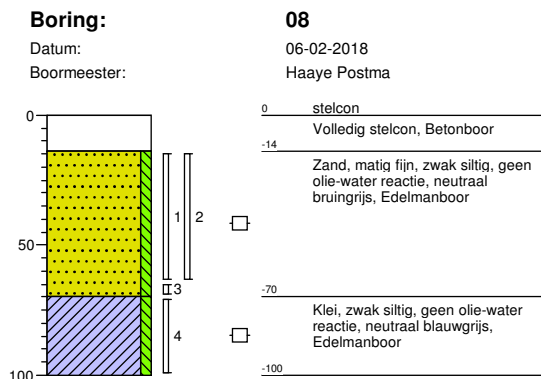 Boring: 08
Datum: 06-02-2018
Boormeester: Haaye Postma
0
50
100
1
2
3
4
0 stelcon
Volledig stelcon, Betonboor
-14
Zand, matig fijn, zwak siltig, geen
olie-water reactie, neutraal
bruingrijs, Edelmanboor
-70
Klei, zwak siltig, geen olie-water
reactie, neutraal blauwgrijs,
Edelmanboor
-100